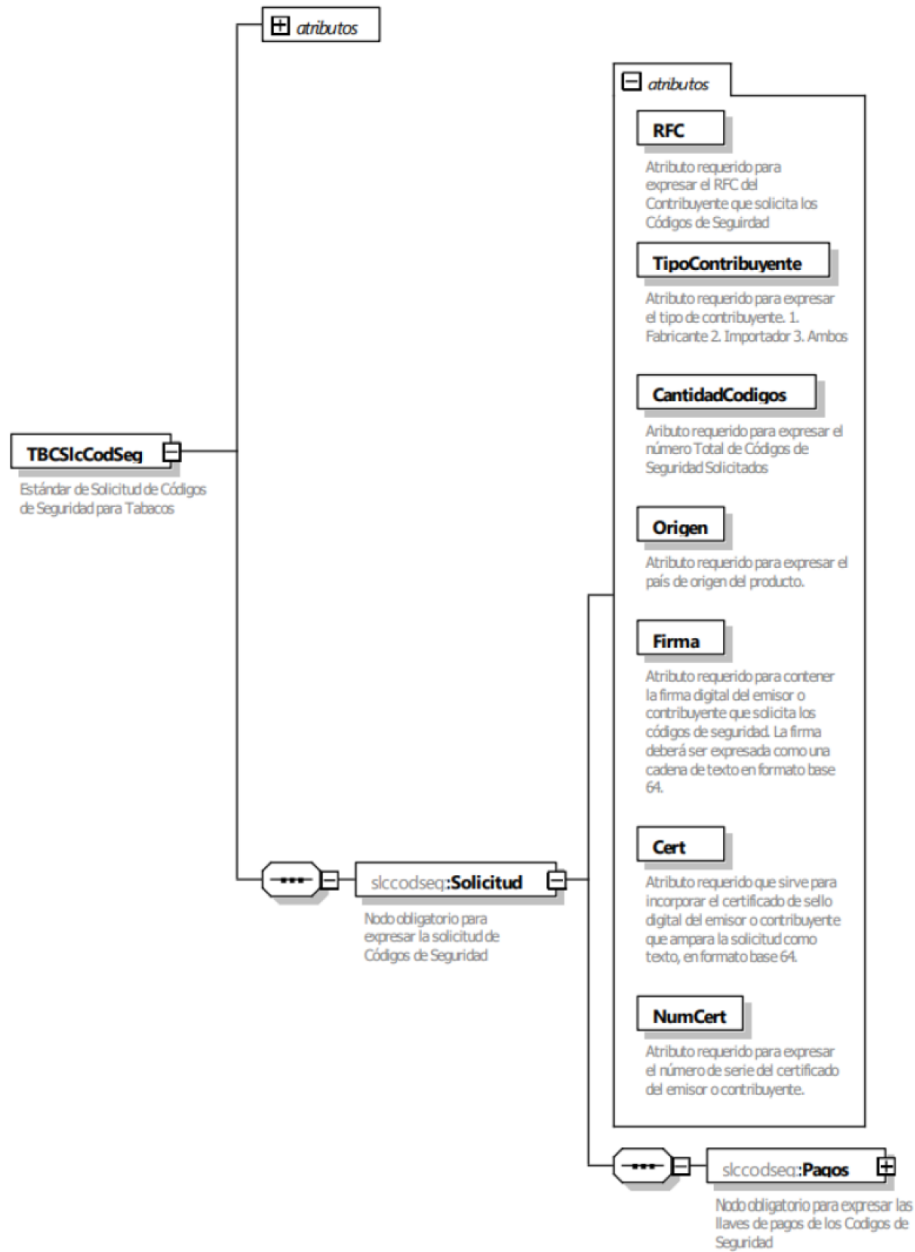 atributos
atributos
RFC
Atributo requerido para
expresar el RFC del
Contribuyente que solicita los
Códigos de Seguirdad
TipoContribuyente
Atributo requerido para expresar
el tipo de contribuyente. 1.
Fabricante 2. Importador 3. Ambos
CantidadCodigos
Aributo requerido para expresar el
número Total de Códigos de
Seguridad Solicitados
TBCSlcCodSeg
Estándar de Solicitud de Códigos
de Seguridad para Tabacos
Origen
Atributo requerido para expresar el
país de origen del producto.
Firma
Atributo requerido para contener
la firma digital del emisor o
contribuyente que solicita los
códigos de seguridad. La firma
deberá ser expresada como una
cadena de texto en formato base
64.
Cert
Atributo requerido que sirve para
incorporar el certificado de sello
digital del emisor o contribuyente
que ampara la solicitud como
texto, en formato base 64.
slccodseg:Solicitud
Nodo obligatorio para
expresar la solicitud de
Códigos de Seguridad
NumCert
Atributo requerido para expresar
el número de serie del certificado
del emisor o contribuyente.
slccodseg:Pagos
Nodo obligatorio para expresar las
llaves de pagos de los Codigos de
Seguridad